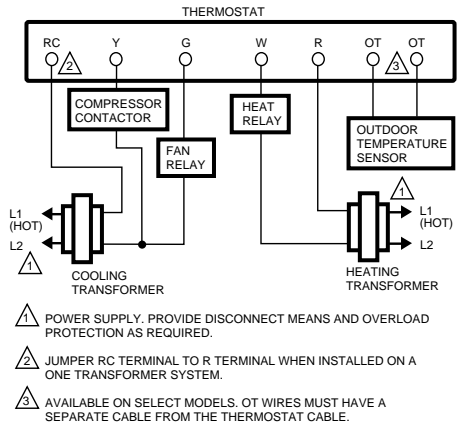 THERMOSTAT
RC Y G W R OT OT
2 3
COMPRESSOR
CONTACTOR
HEAT
RELAY
FAN
RELAY
OUTDOOR
TEMPERATURE
SENSOR
L1
(HOT)
L2
1
COOLING
TRANSFORMER
1
L1
(HOT)
L2
HEATING
TRANSFORMER
1 POWER SUPPLY. PROVIDE DISCONNECT MEANS AND OVERLOAD
PROTECTION AS REQUIRED.
2 JUMPER RC TERMINAL TO R TERMINAL WHEN INSTALLED ON A
ONE TRANSFORMER SYSTEM.
3 AVAILABLE ON SELECT MODELS. OT WIRES MUST HAVE A
SEPARATE CABLE FROM THE THERMOSTAT CABLE.